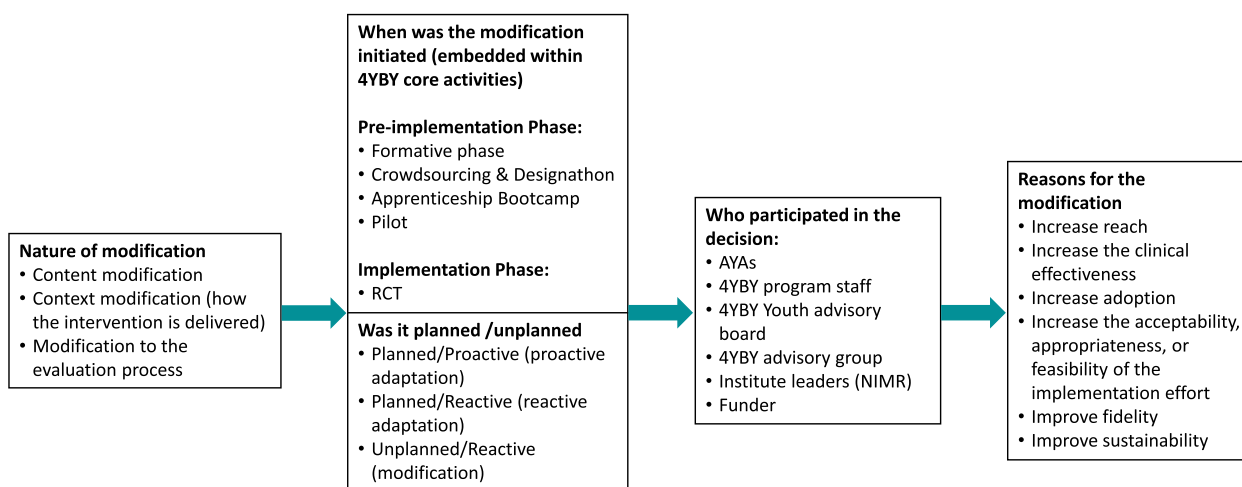 Nature of modification
• Content modification
• Context modification (how
the intervention is delivered)
• Modification to the
evaluation process
When was the modification
initiated (embedded within
4YBY core activities)
Pre-implementation Phase:
• Formative phase
• Crowdsourcing & Designathon
• Apprenticeship Bootcamp
• Pilot
Implementation Phase:
• RCT
Was it planned /unplanned
• Planned/Proactive (proactive
adaptation)
• Planned/Reactive (reactive
adaptation)
• Unplanned/Reactive
(modification)
Who participated in the
decision:
• AYAs
• 4YBY program staff
• 4YBY Youth advisory
board
• 4YBY advisory group
• Institute leaders (NIMR)
• Funder
Reasons for the
modification
• Increase reach
• Increase the clinical
effectiveness
• Increase adoption
• Increase the acceptability,
appropriateness, or
feasibility of the
implementation effort
• Improve fidelity
• Improve sustainability